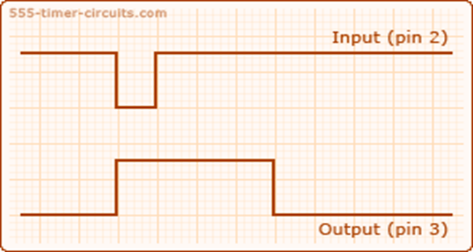 555-timer-circuits.com
Input (pin 2)
Output (pin 3)